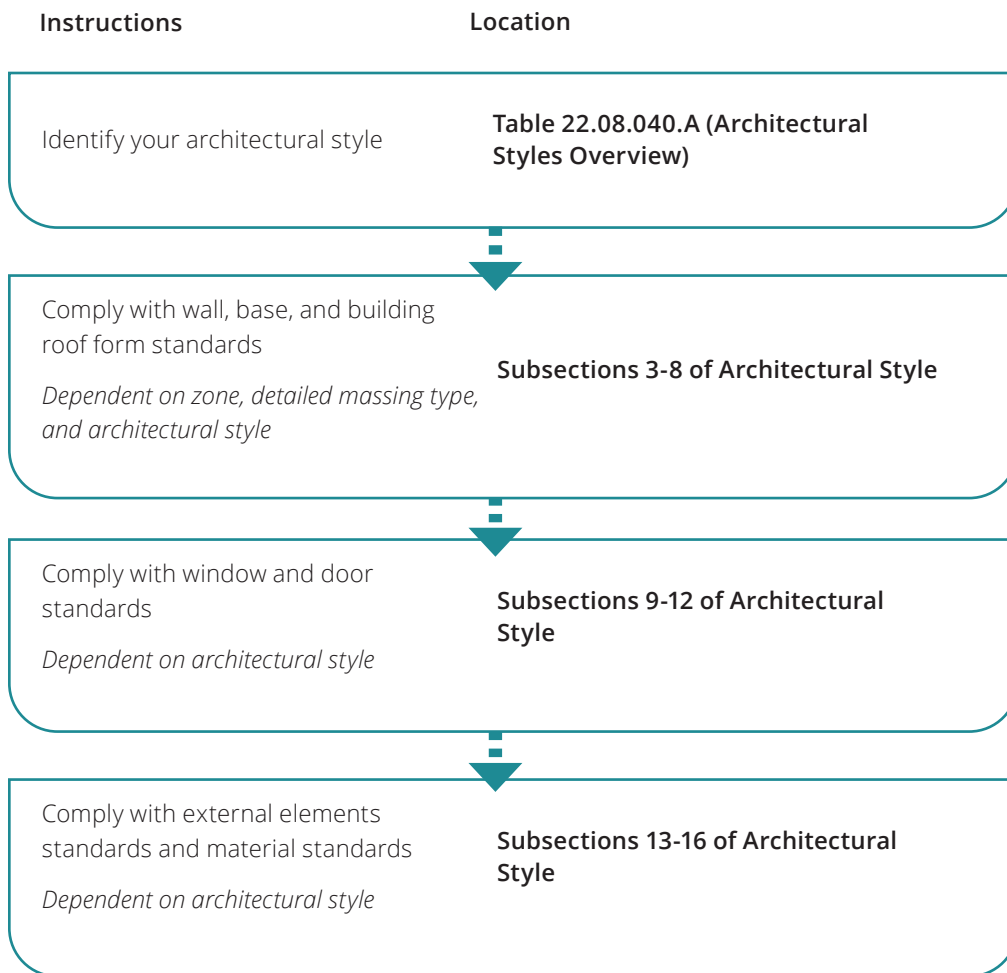 Instructions
Location
Identify your architectural style
Table 22.08.040.A (Architectural
Styles Overview)
Comply with wall, base, and building
roof form standards
Dependent on zone, detailed massing type,
and architectural style
Subsections 3-8 of Architectural Style
Comply with window and door
standards
Dependent on architectural style
Subsections 9-12 of Architectural
Style
Comply with external elements
standards and material standards
Dependent on architectural style
Subsections 13-16 of Architectural
Style